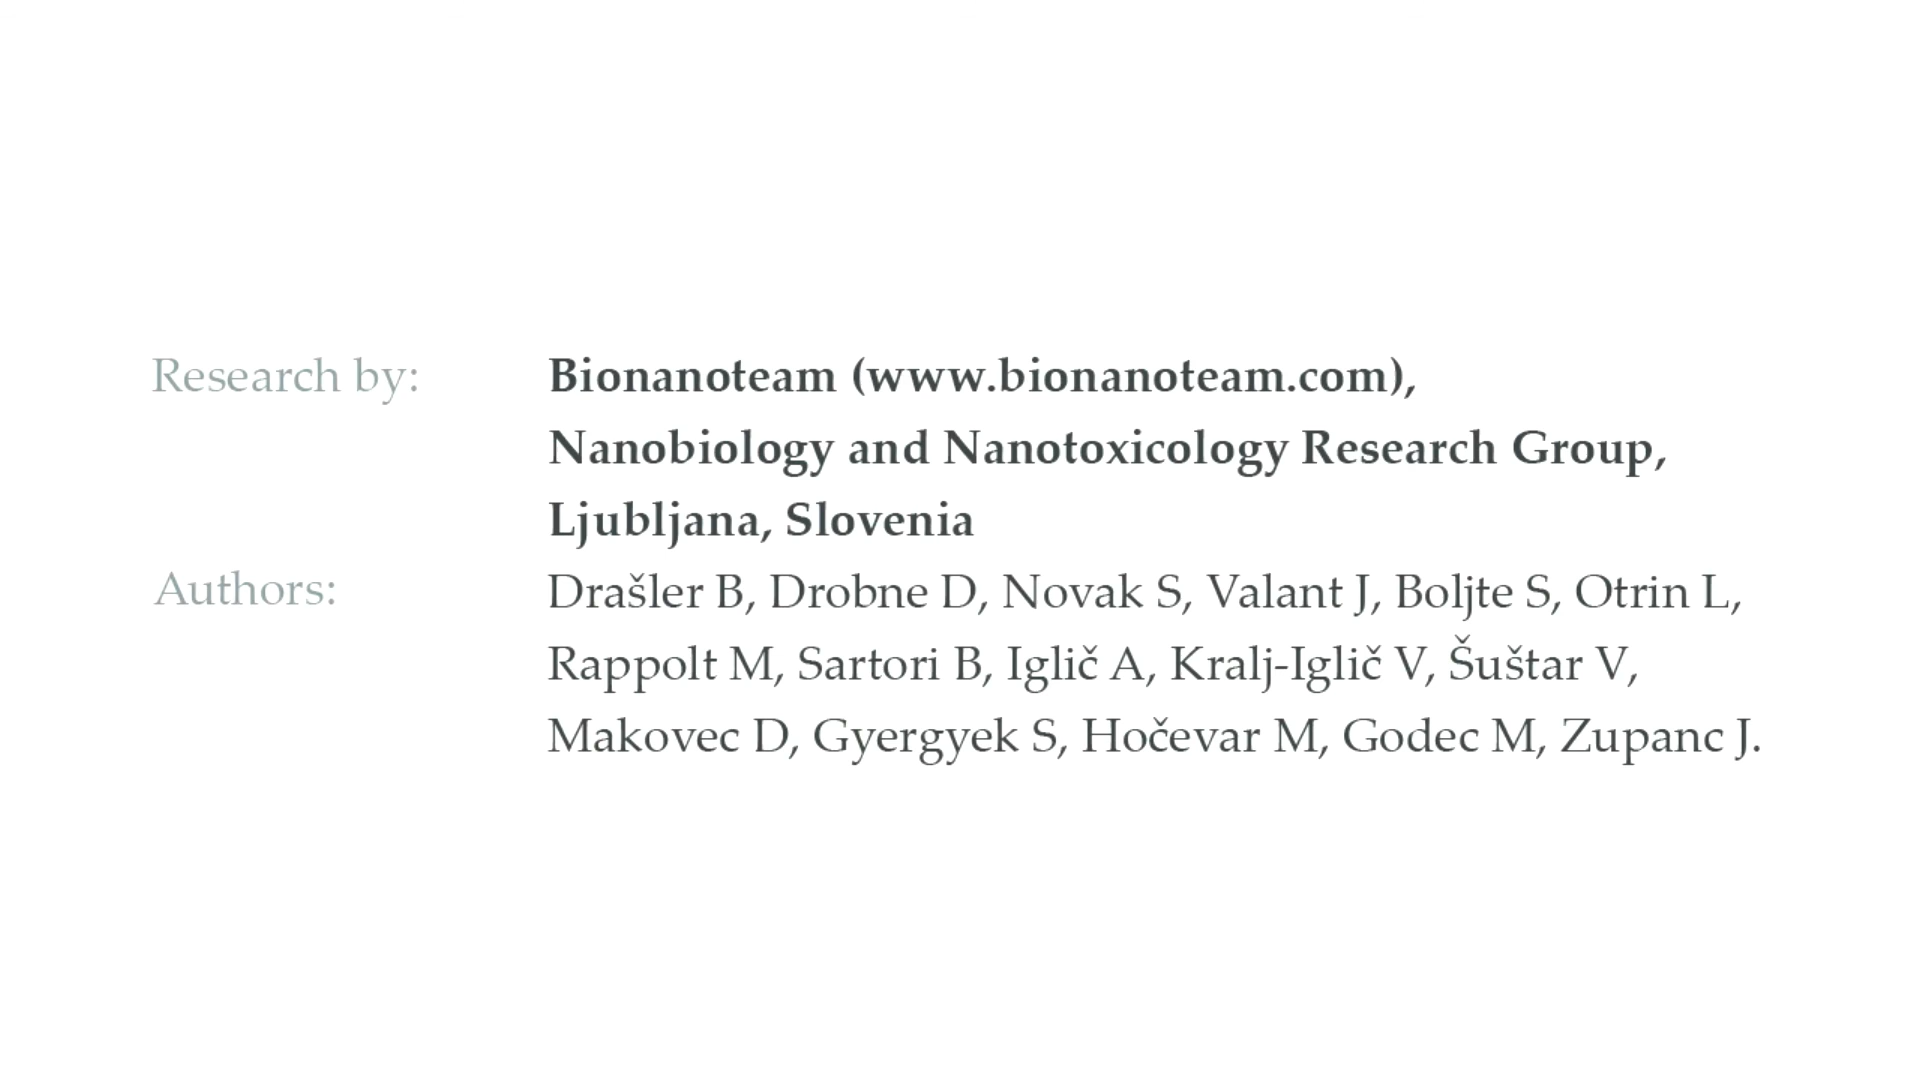 Research by: Bionanoteam (www.bionanoteam.com),
Nanobiology and Nanotoxicology Research Group,
Ljubljana, Slovenia
Authors: Drašler B, Drobne D, Novak S, Valant J, Boljte S, Otrin L,
Rappolt M, Sartori B, Iglič A, Kralj-Iglič V, Šuštar V,
Makovec D, Gyergyek S, Hočevar M, Godec M, Zupanc J.